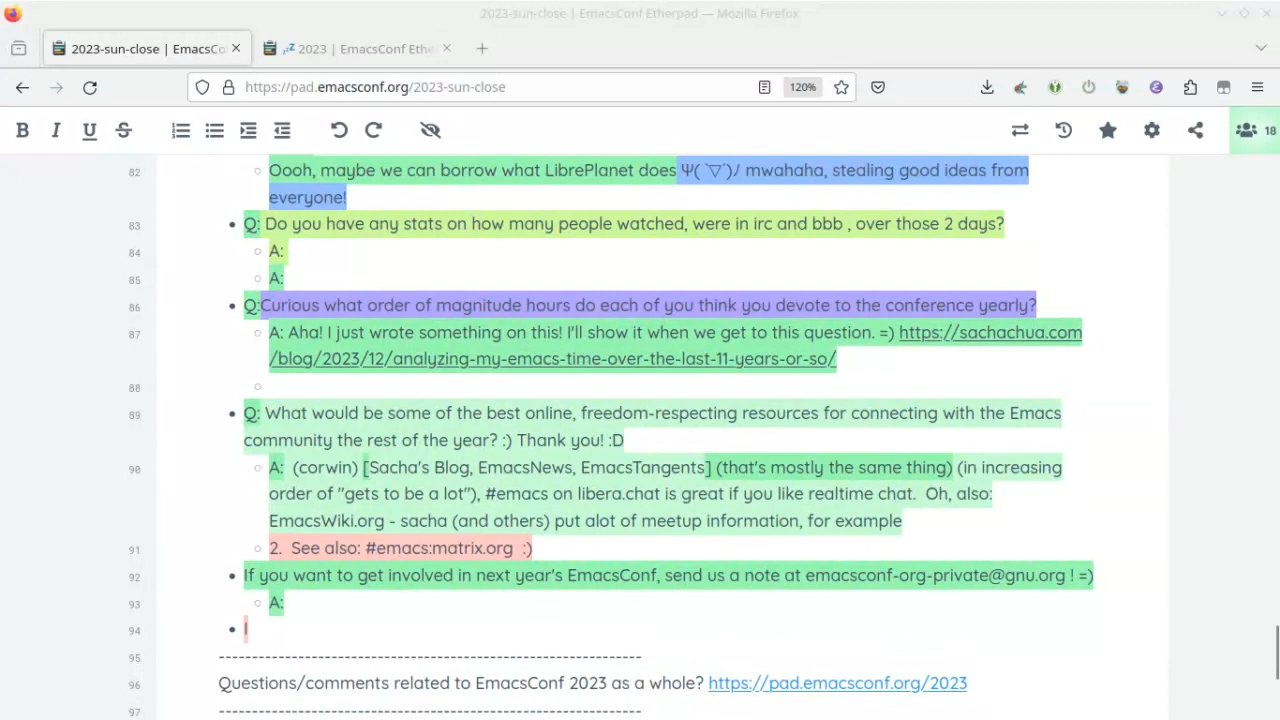 2023-sun-close | EmacsConf Etherpad — Mozilla Firefox
2023-sun-close | EmacsCo
2023 | EmacsConf Ethe
https://pad.emacsconf.org/2023-sun-close
120%
B I U S
18
82 Oooh, maybe we can borrow what LibrePlanet does Ψ( `▽´)ﾉ mwahaha, stealing good ideas from
everyone!
83 Q: Do you have any stats on how many people watched, were in irc and bbb , over those 2 days?
84 A:
85 A:
86 Q:Curious what order of magnitude hours do each of you think you devote to the conference yearly?
87 A: Aha! I just wrote something on this! I'll show it when we get to this question. =) https://sachachua.com
/blog/2023/12/analyzing-my-emacs-time-over-the-last-11-years-or-so/
88
89 Q: What would be some of the best online, freedom-respecting resources for connecting with the Emacs
community the rest of the year? :) Thank you! :D
90 A: (corwin) [Sacha's Blog, EmacsNews, EmacsTangents] (that's mostly the same thing) (in increasing
order of "gets to be a lot"), #emacs on libera.chat is great if you like realtime chat. Oh, also:
EmacsWiki.org - sacha (and others) put alot of meetup information, for example
91 2. See also: #emacs:matrix.org :)
92 If you want to get involved in next year's EmacsConf, send us a note at emacsconf-org-private@gnu.org ! =)
93 A:
94
95 ----------------------------------------------------------------
96 Questions/comments related to EmacsConf 2023 as a whole? https://pad.emacsconf.org/2023
97 ----------------------------------------------------------------